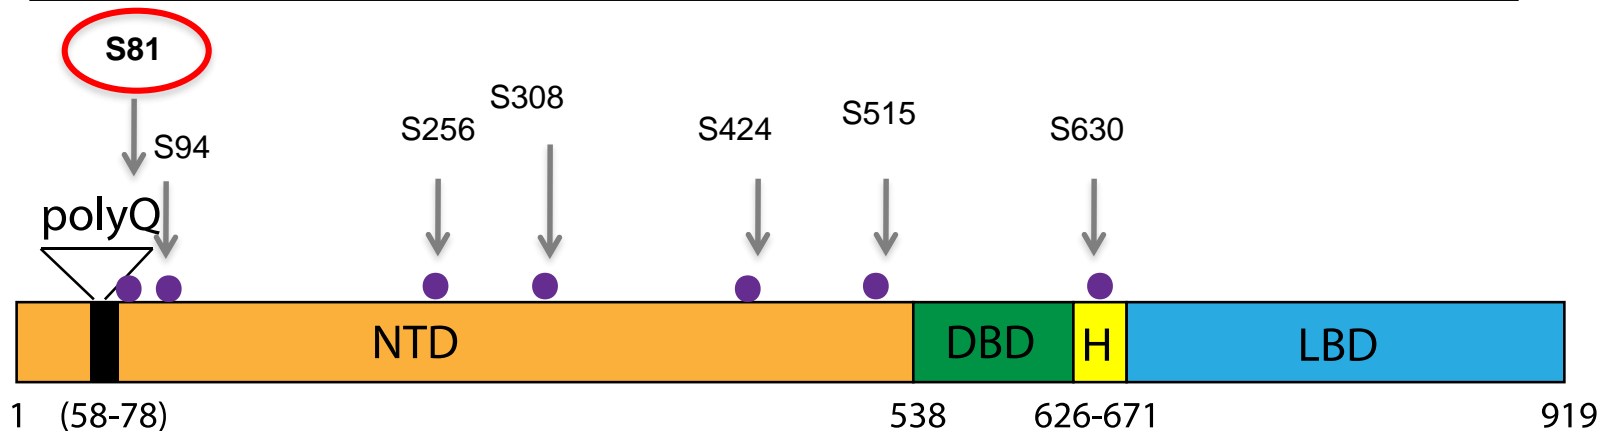 S81
S308
S515
S256
S424
S630
S94
polyQ
NTD
DBD
H
LBD
1
(58-78)
538
626-671
919